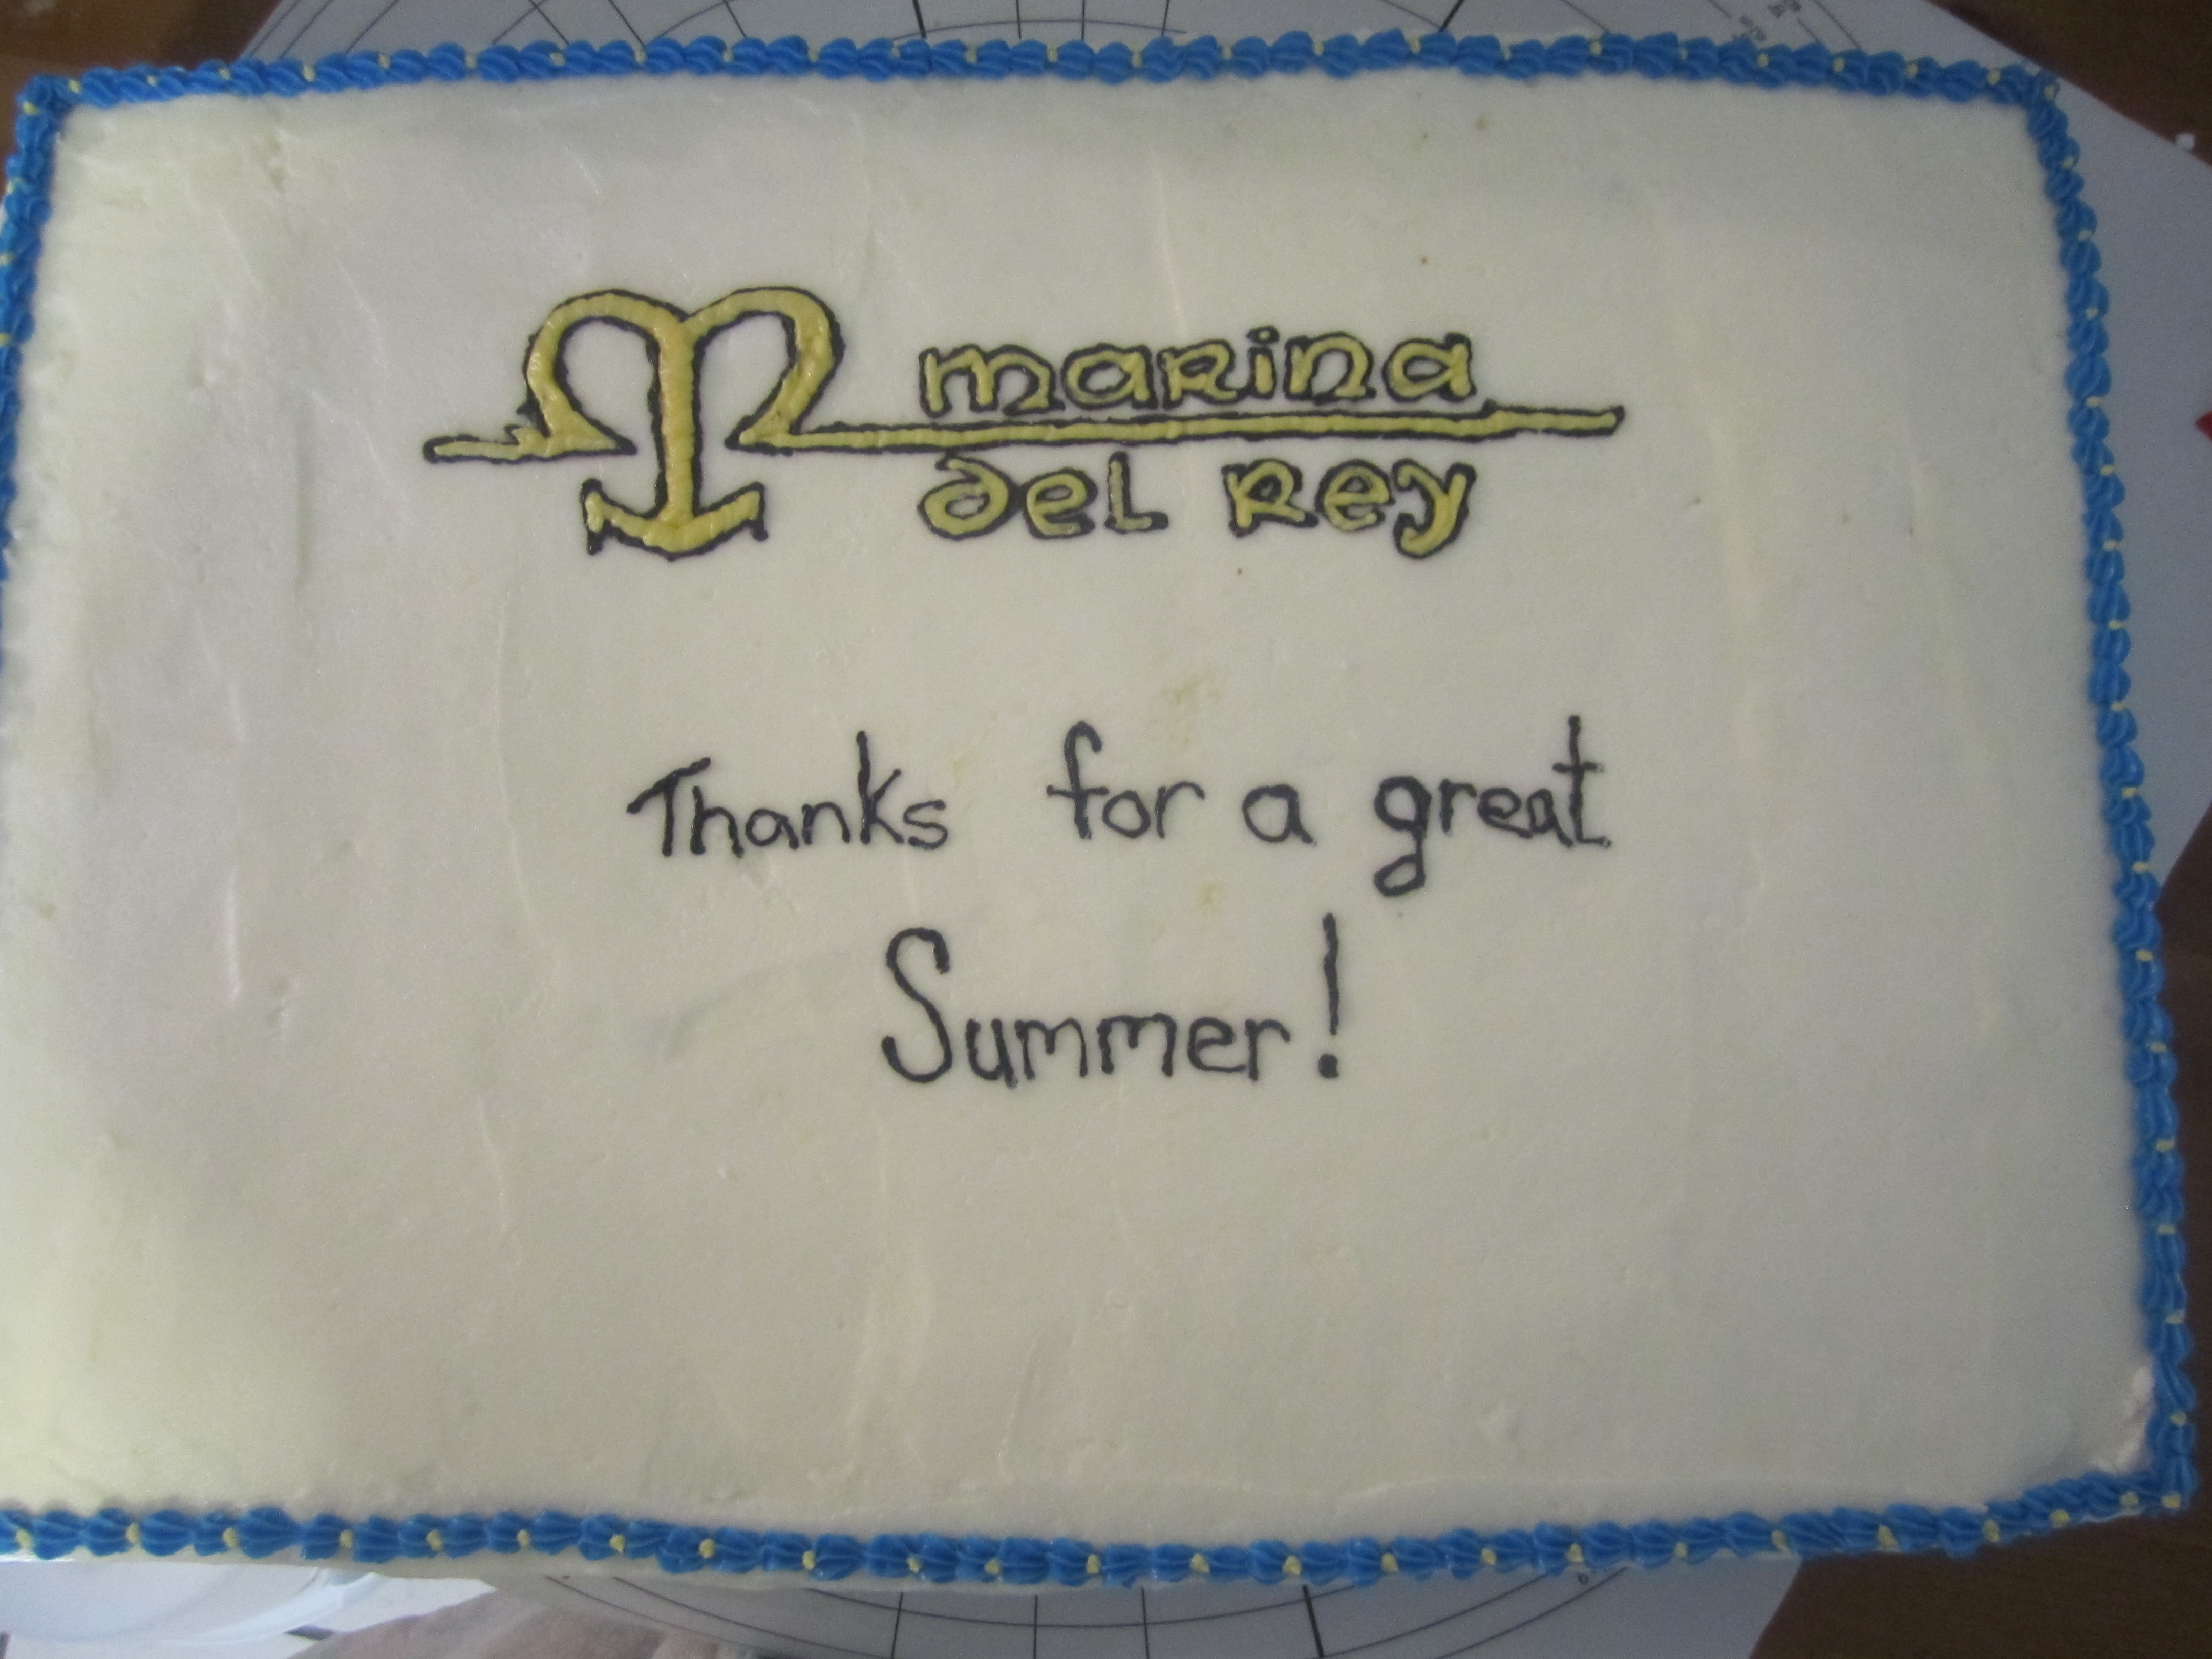 marina
del rey
Thanks for a great
Summer!